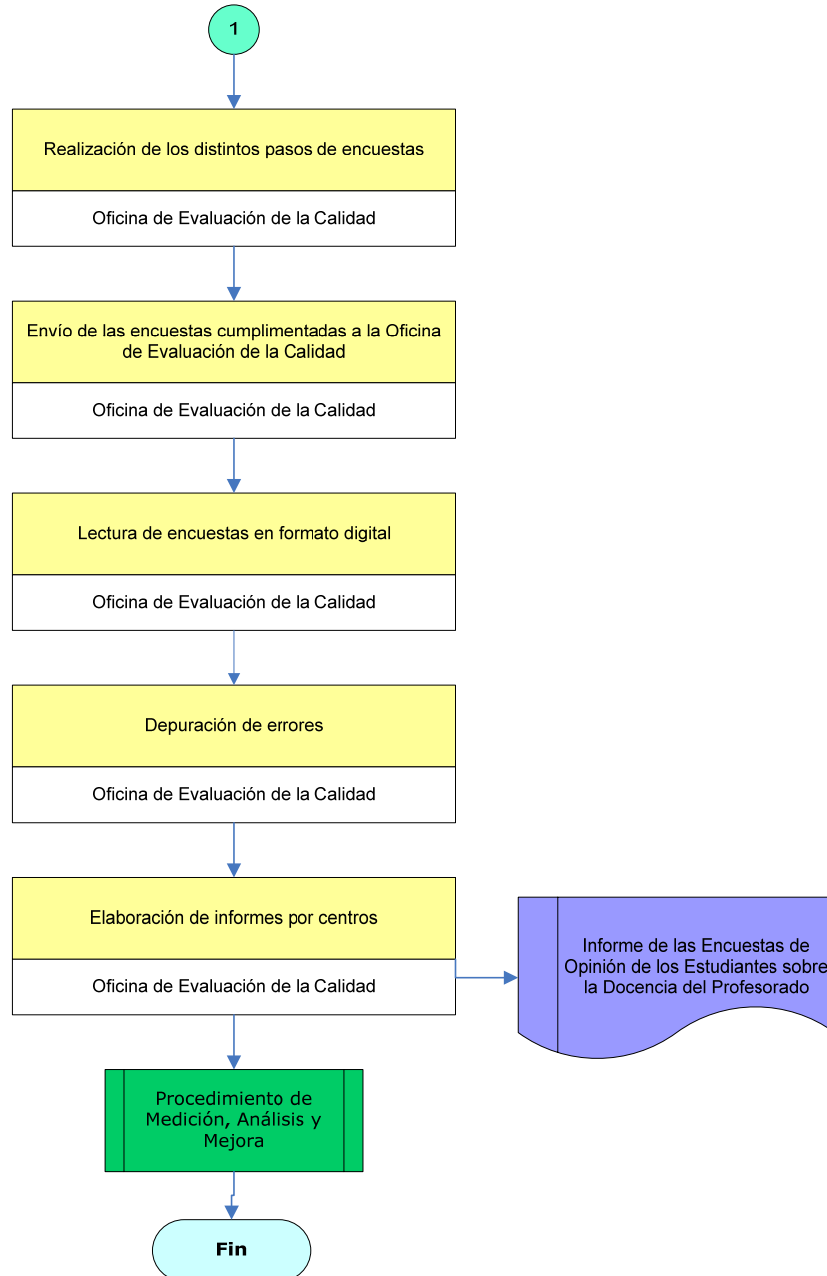 1
Realización de los distintos pasos de encuestas
Oficina de Evaluación de la Calidad
Envío de las encuestas cumplimentadas a la Oficina
de Evaluación de la Calidad
Oficina de Evaluación de la Calidad
Lectura de encuestas en formato digital
Oficina de Evaluación de la Calidad
Depuración de errores
Oficina de Evaluación de la Calidad
Elaboración de informes por centros
Oficina de Evaluación de la Calidad
Informe de las Encuestas de
Opinión de los Estudiantes sobre
la Docencia del Profesorado
Procedimiento de
Medición, Análisis y
Mejora
Fin